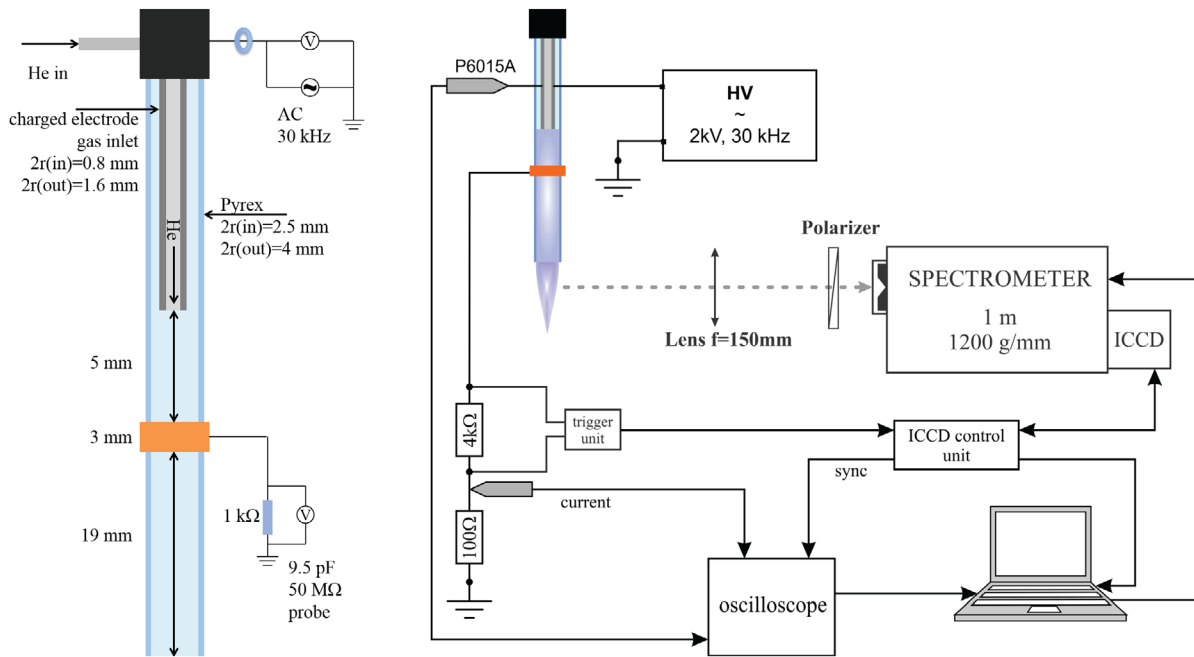 He in
V
AC
30 kHz
charged electrode
gas inlet
2r(in)=0.8 mm
2r(out)=1.6 mm
Pyrex
2r(in)=2.5 mm
2r(out)=4 mm
He
5 mm
3 mm
19 mm
1 kΩ
V
9.5 pF
50 MΩ
probe
P6015A
HV
~
2kV, 30 kHz
Polarizer
Lens f=150mm
SPECTROMETER
1 m
1200 g/mm
ICCD
4kΩ
trigger
unit
ICCD control
unit
sync
current
100Ω
oscilloscope